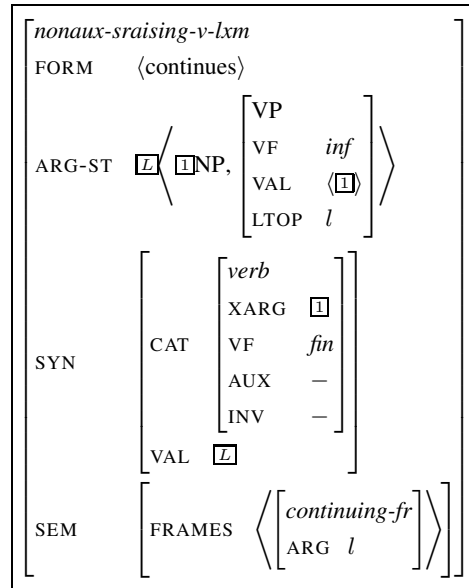 nonaux-sraising-v-lxm
FORM ⟨continues⟩
ARG-ST L ⟨ 1 NP, VP ⟩
VF inf
VAL ⟨1⟩
LTOP l
SYN CAT verb
XARG 1
VF fin
AUX −
INV −
VAL L
SEM FRAMES ⟨ continuing-fr ⟩
ARG l